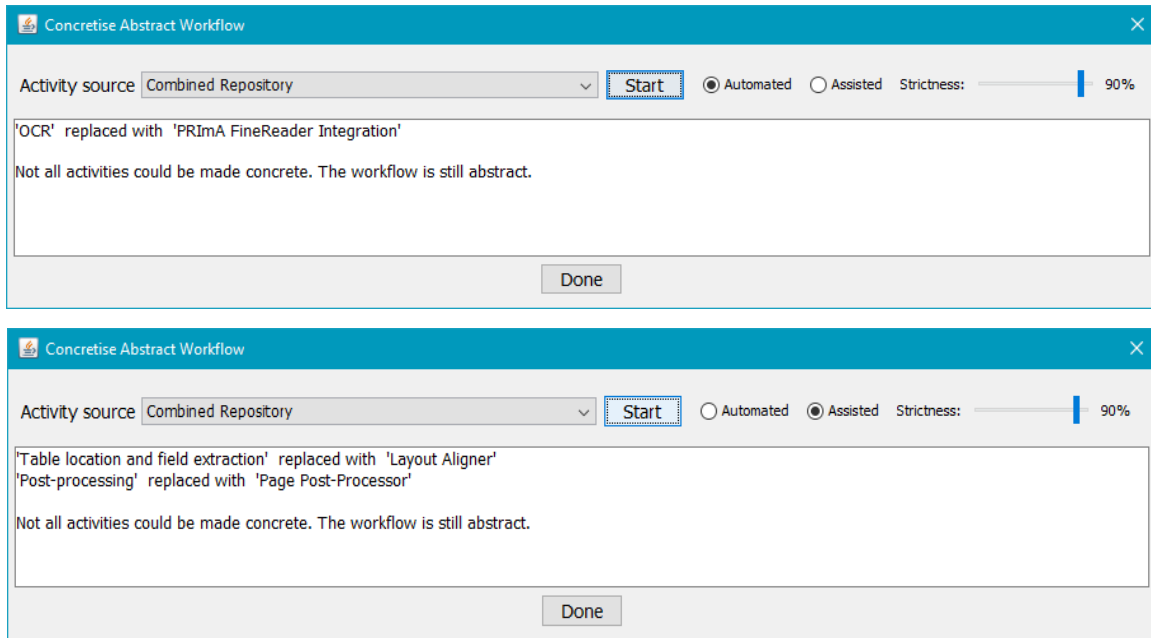 Concretise Abstract Workflow
Activity source Combined Repository Start Automated Assisted Strictness: 90%
'OCR' replaced with 'PRImA FineReader Integration'
Not all activities could be made concrete. The workflow is still abstract.
Done
Concretise Abstract Workflow
Activity source Combined Repository Start Automated Assisted Strictness: 90%
'Table location and field extraction' replaced with 'Layout Aligner'
'Post-processing' replaced with 'Page Post-Processor'
Not all activities could be made concrete. The workflow is still abstract.
Done